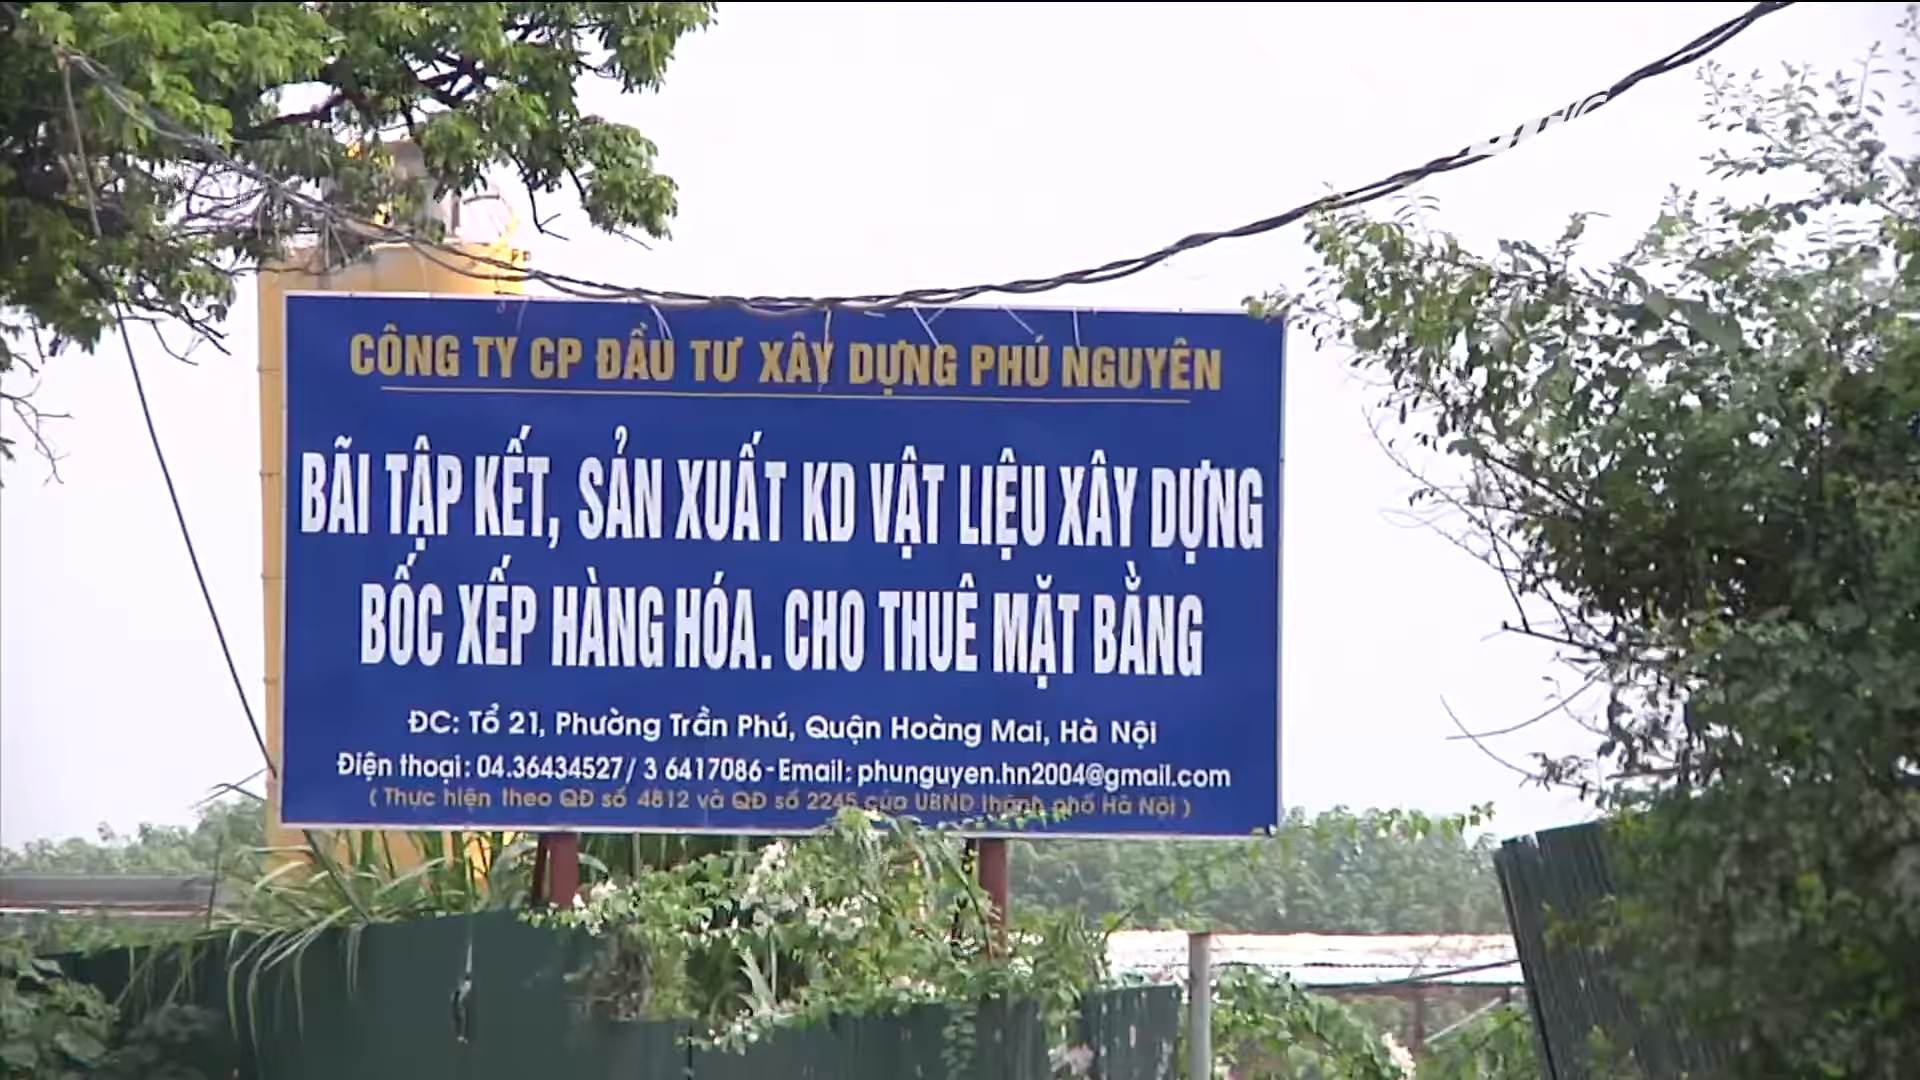 CÔNG TY CP ĐẦU TƯ XÂY DỰNG PHÚ NGUYÊN
BÃI TẬP KẾT, SẢN XUẤT KD VẬT LIỆU XÂY DỰNG
BỐC XẾP HÀNG HÓA. CHO THUÊ MẶT BẰNG
ĐC: Tổ 21, Phường Trần Phú, Quận Hoàng Mai, Hà Nội
Điện thoại: 04.36434527/ 3 6417086 - Email: phunguyen.hn2004@gmail.com
( Thực hiện theo QĐ số 4812 và QĐ số 2245 của UBND thành phố Hà Nội )